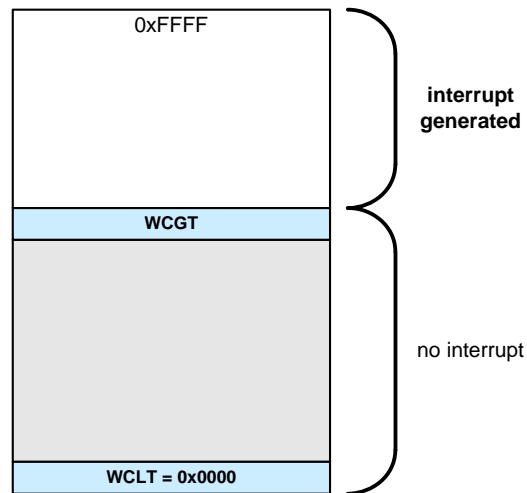 0xFFFF
interrupt
generated
WCGT
no interrupt
WCLT = 0x0000